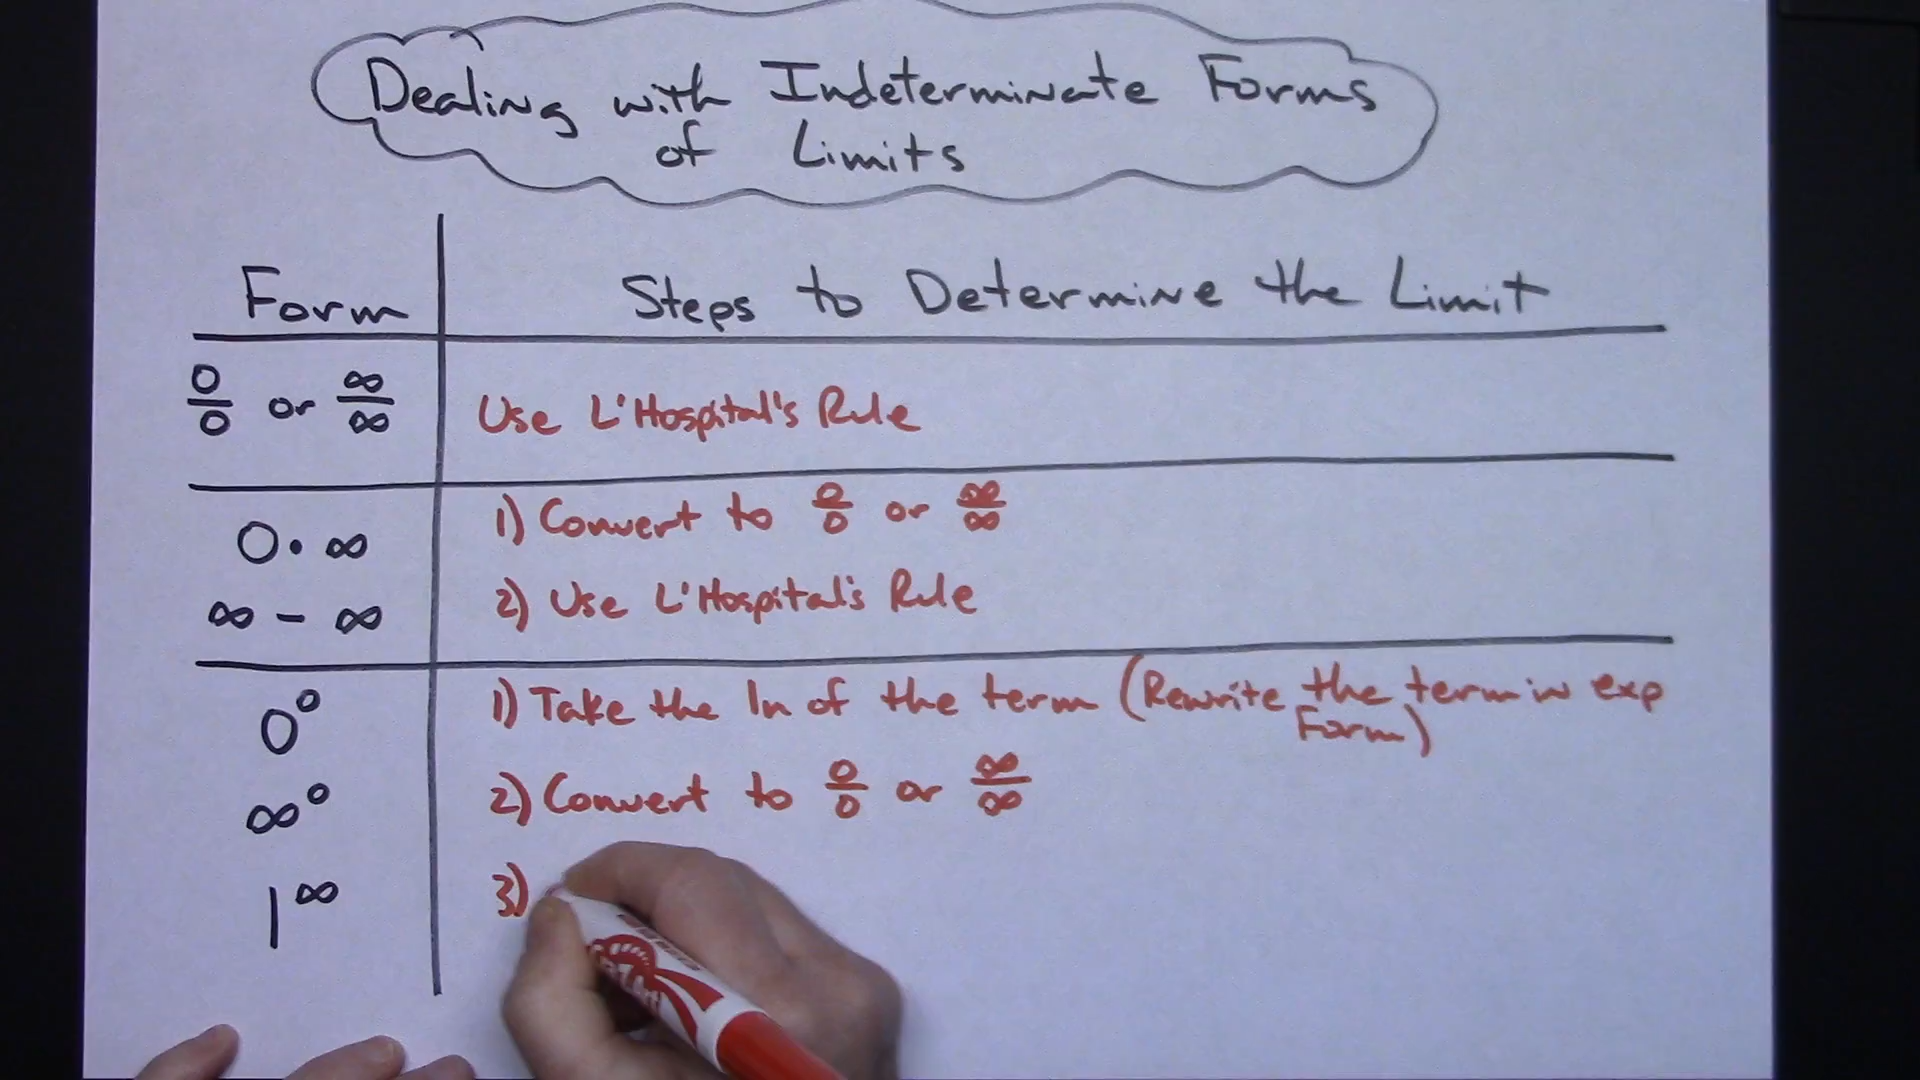 Dealing with Indeterminate Forms
of Limits
Form
Steps to Determine the Limit
0/0 or ∞/∞
Use L'Hospital's Rule
0·∞
∞ - ∞
1) Convert to 0/0 or ∞/∞
2) Use L'Hospital's Rule
0⁰
∞⁰
1^∞
1) Take the ln of the term (Rewrite the term in exp
Form)
2) Convert to 0/0 or ∞/∞
3)